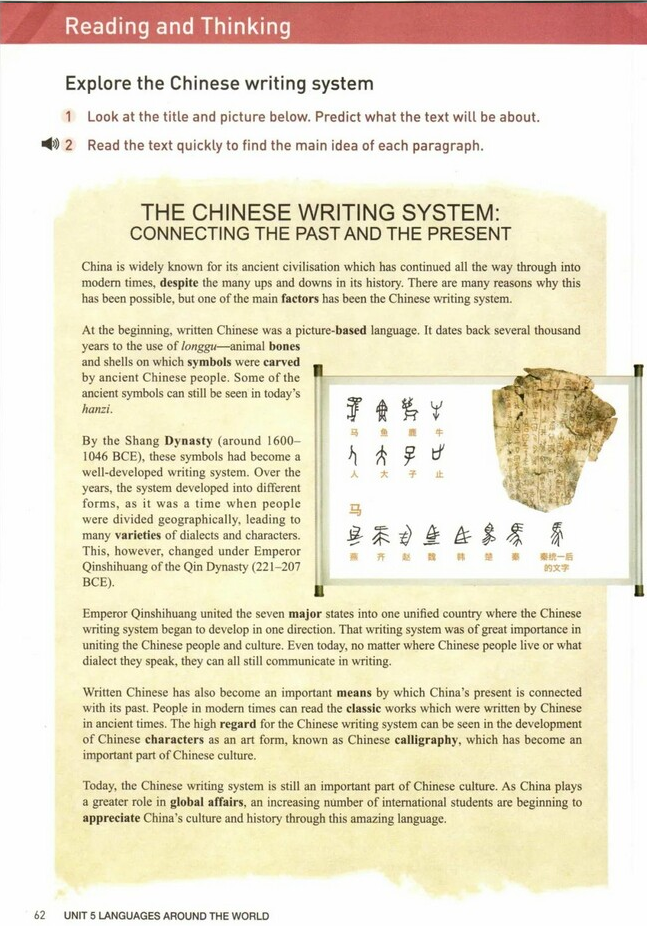 Reading and Thinking
Explore the Chinese writing system
1 Look at the title and picture below. Predict what the text will be about.
2 Read the text quickly to find the main idea of each paragraph.
THE CHINESE WRITING SYSTEM:
CONNECTING THE PAST AND THE PRESENT
China is widely known for its ancient civilisation which has continued all the way through into
modern times, despite the many ups and downs in its history. There are many reasons why this
has been possible, but one of the main factors has been the Chinese writing system.
At the beginning, written Chinese was a picture-based language. It dates back several thousand
years to the use of longgu—animal bones
and shells on which symbols were carved
by ancient Chinese people. Some of the
ancient symbols can still be seen in today's
hanzi.
By the Shang Dynasty (around 1600–
1046 BCE), these symbols had become a
well-developed writing system. Over the
years, the system developed into different
forms, as it was a time when people
were divided geographically, leading to
many varieties of dialects and characters.
This, however, changed under Emperor
Qinshihuang of the Qin Dynasty (221–207
BCE).
马 鱼 鹿 牛
人 大 子 止
马
燕 齐 赵 魏 韩 楚 秦 秦统一后
的文字
Emperor Qinshihuang united the seven major states into one unified country where the Chinese
writing system began to develop in one direction. That writing system was of great importance in
uniting the Chinese people and culture. Even today, no matter where Chinese people live or what
dialect they speak, they can all still communicate in writing.
Written Chinese has also become an important means by which China's present is connected
with its past. People in modern times can read the classic works which were written by Chinese
in ancient times. The high regard for the Chinese writing system can be seen in the development
of Chinese characters as an art form, known as Chinese calligraphy, which has become an
important part of Chinese culture.
Today, the Chinese writing system is still an important part of Chinese culture. As China plays
a greater role in global affairs, an increasing number of international students are beginning to
appreciate China's culture and history through this amazing language.
62 UNIT 5 LANGUAGES AROUND THE WORLD